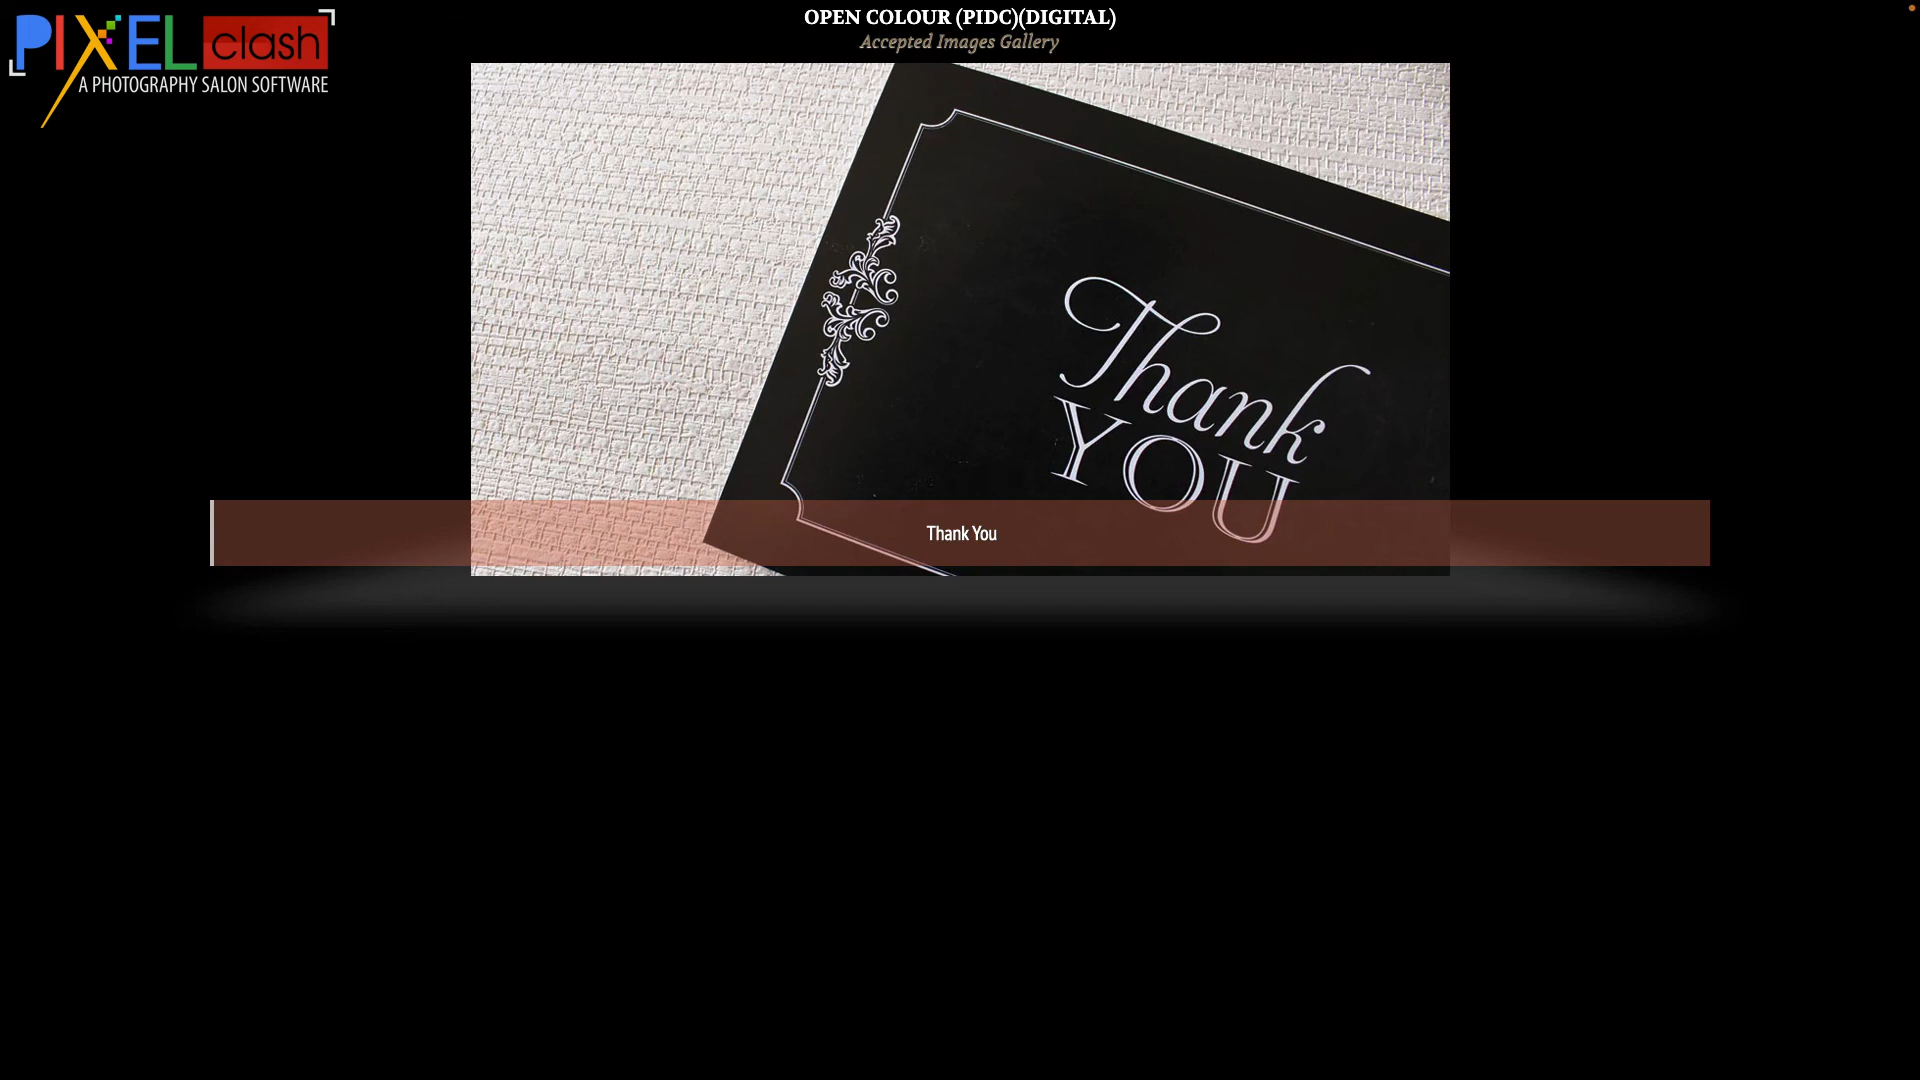 PIXEL clash
A PHOTOGRAPHY SALON SOFTWARE
OPEN COLOUR (PIDC)(DIGITAL)
Accepted Images Gallery
Thank
YOU
Thank You